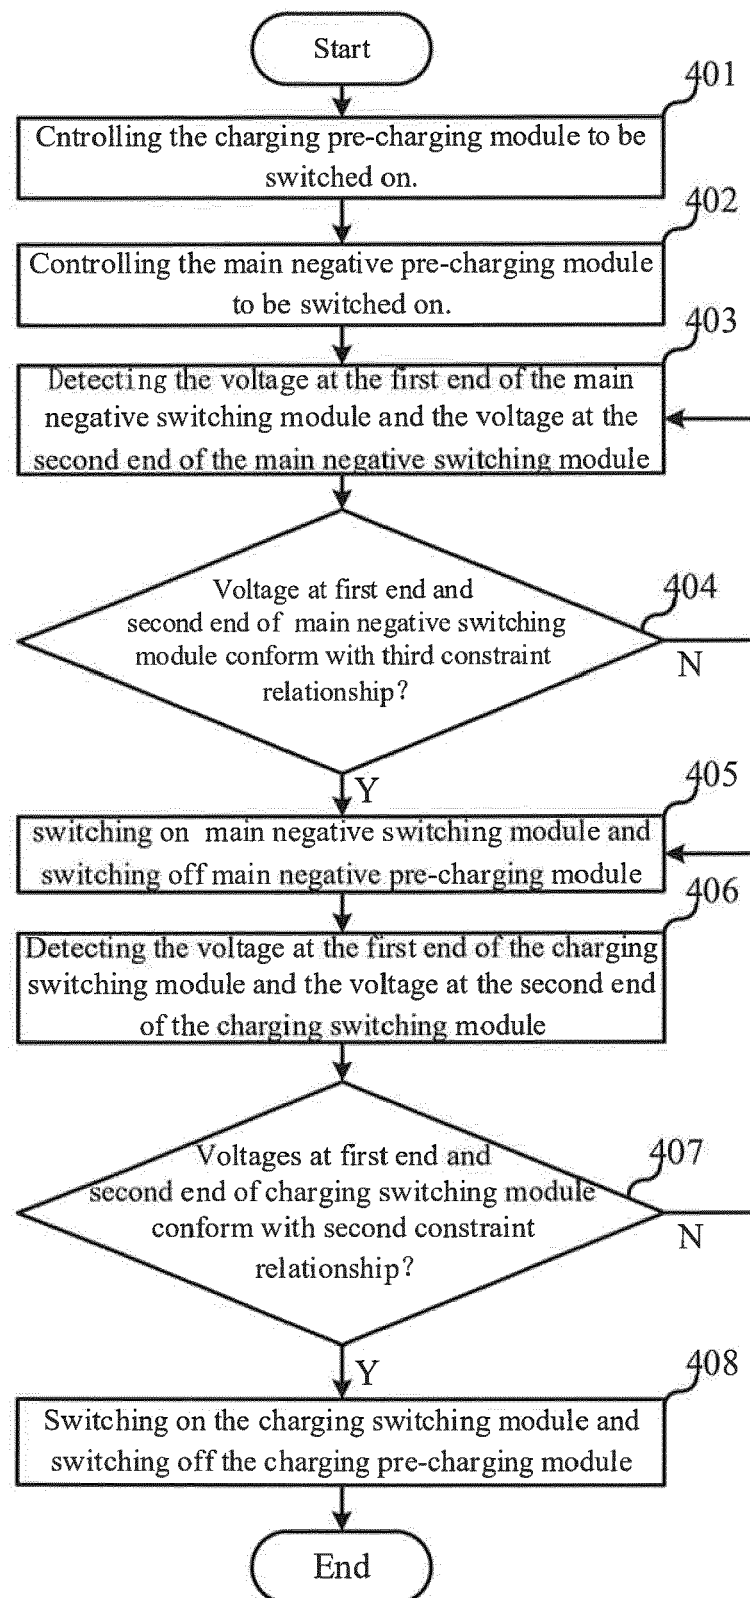 Start
401
Cntrolling the charging pre-charging module to be
switched on.
402
Controlling the main negative pre-charging module
to be switched on.
403
Detecting the voltage at the first end of the main
negative switching module and the voltage at the
second end of the main negative switching module
404
Voltage at first end and
second end of main negative switching
module conform with third constraint
relationship?
N
Y
405
switching on main negative switching module and
switching off main negative pre-charging module
406
Detecting the voltage at the first end of the charging
switching module and the voltage at the second end
of the charging switching module
407
Voltages at first end and
second end of charging switching module
conform with second constraint
relationship?
N
Y
408
Switching on the charging switching module and
switching off the charging pre-charging module
End